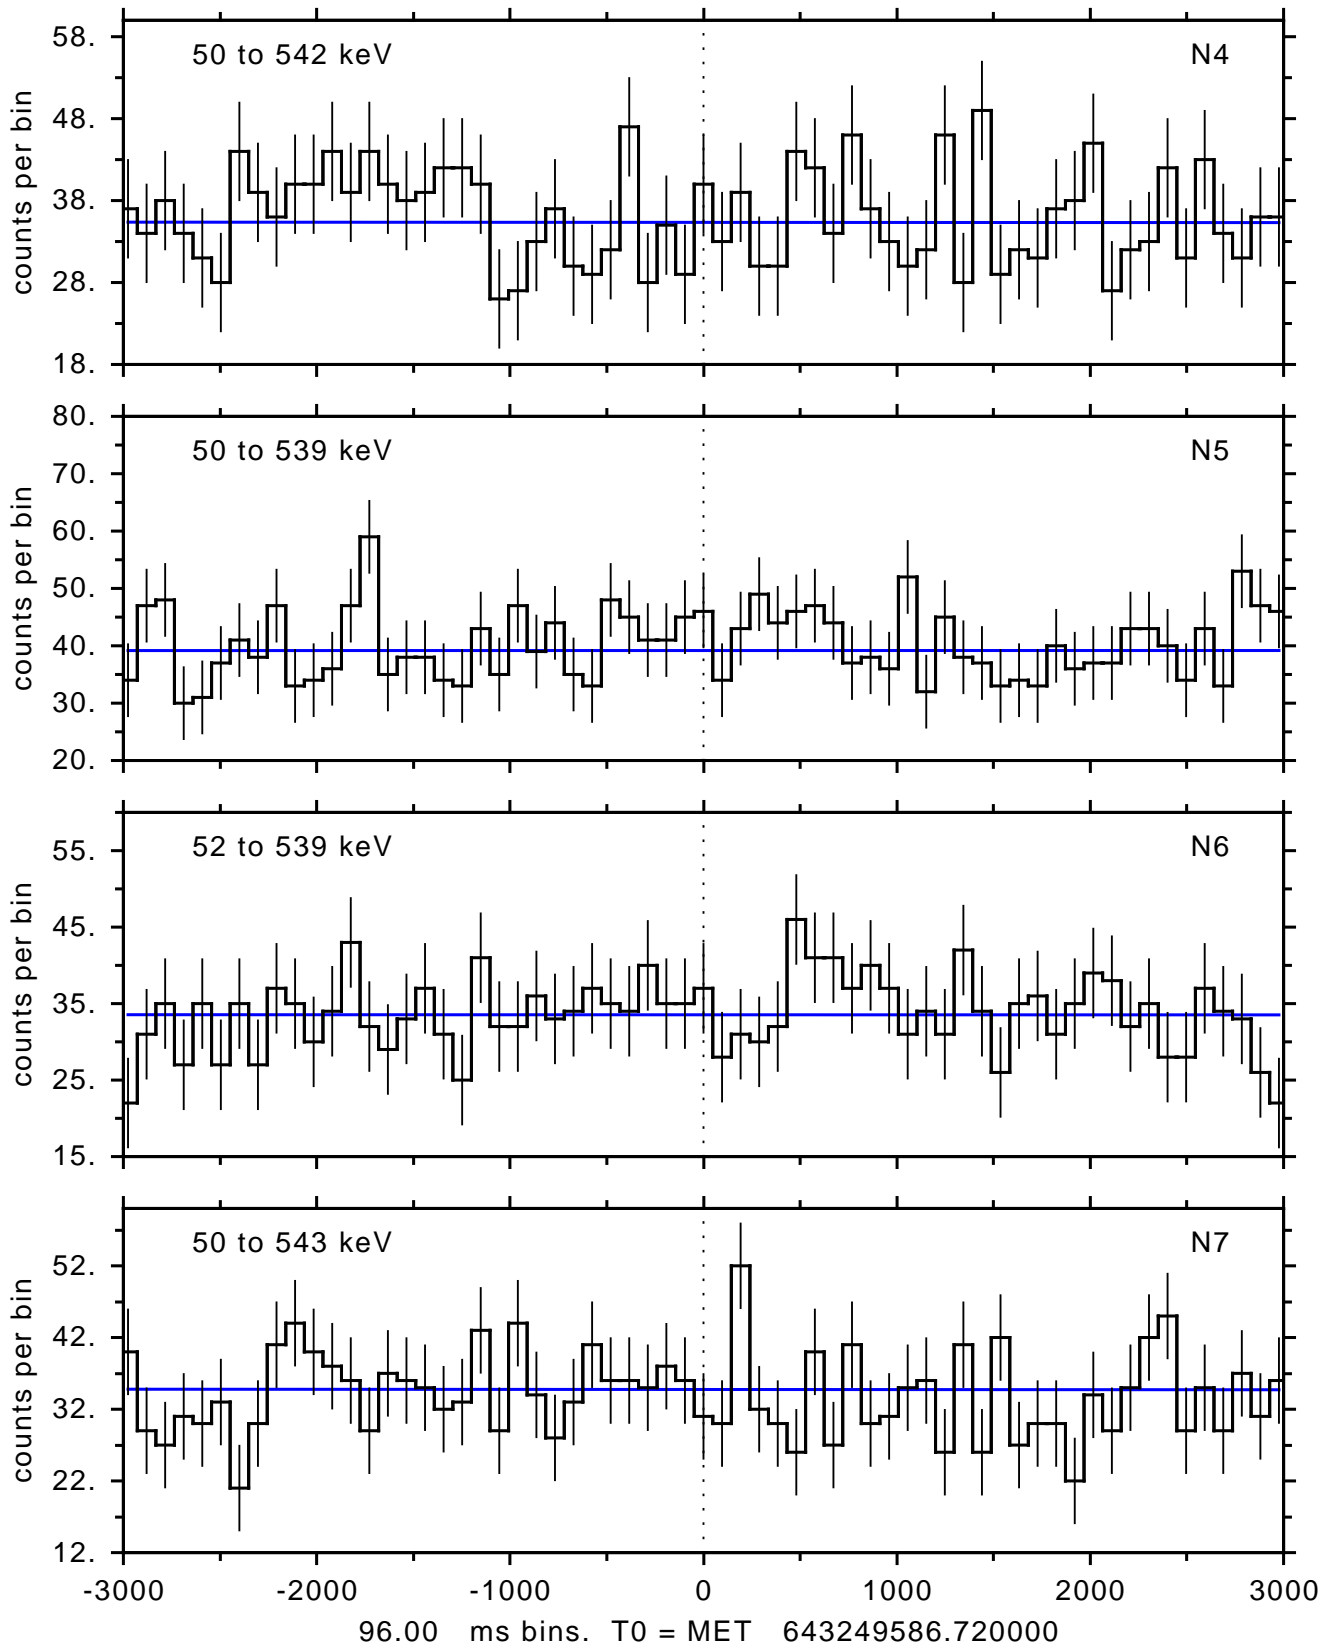 50 to 542 keV N4
58.
48.
38.
28.
18.
counts per bin
50 to 539 keV N5
80.
70.
60.
50.
40.
30.
20.
counts per bin
52 to 539 keV N6
55.
45.
35.
25.
15.
counts per bin
50 to 543 keV N7
52.
42.
32.
22.
12.
counts per bin
-3000 -2000 -1000 0 1000 2000 3000
96.00 ms bins. T0 = MET 643249586.720000